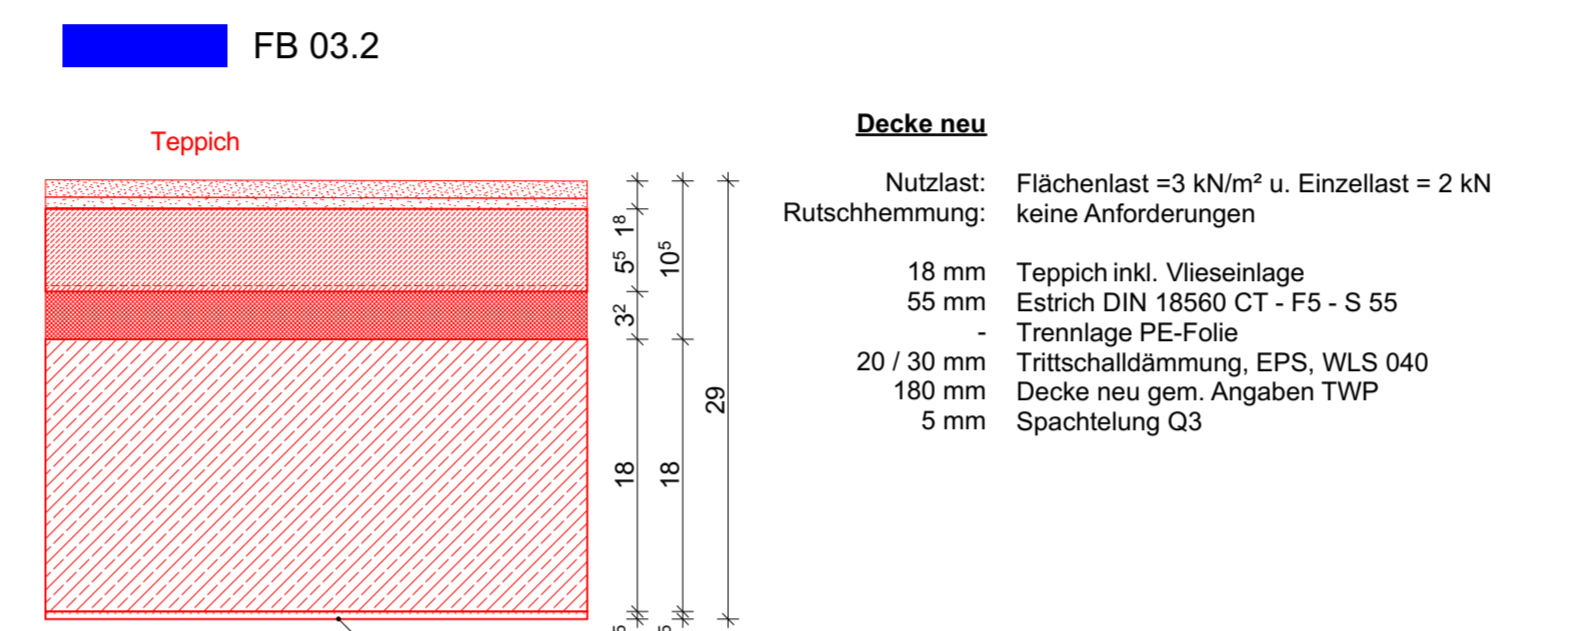 FB 03.2
Teppich
Decke neu
Nutzlast: Flächenlast =3 kN/m² u. Einzellast = 2 kN
Rutschhemmung: keine Anforderungen
18 mm Teppich inkl. Vlieseinlage
55 mm Estrich DIN 18560 CT - F5 - S 55
- Trennlage PE-Folie
20 / 30 mm Trittschalldämmung, EPS, WLS 040
180 mm Decke neu gem. Angaben TWP
5 mm Spachtelung Q3
1⁸
5⁵
3²
18
10⁵
18
29